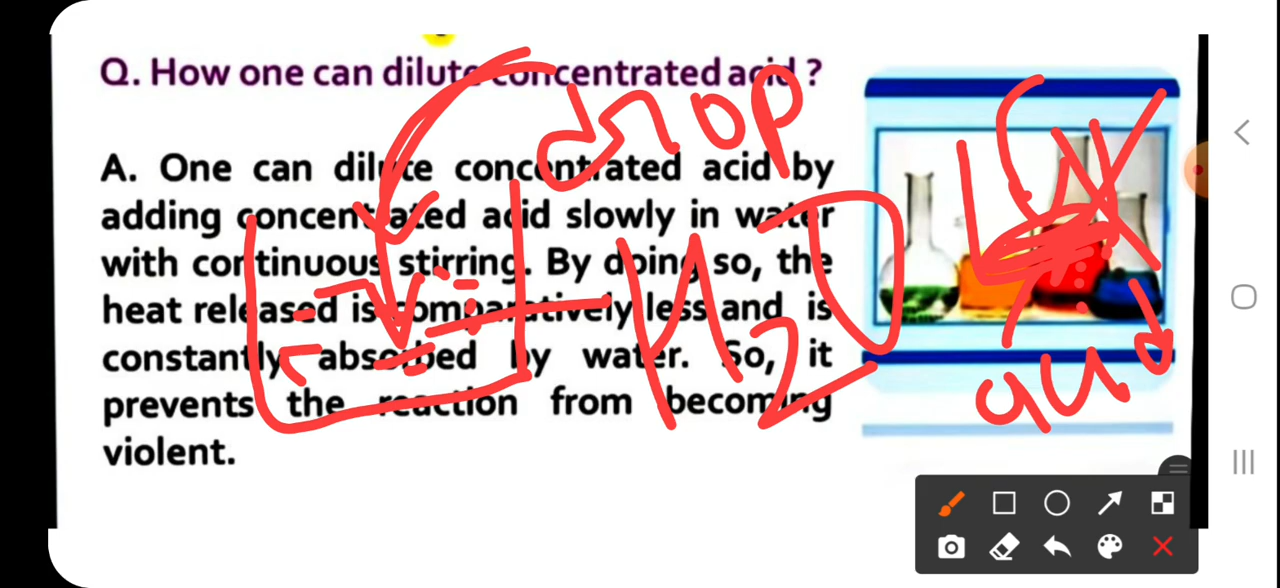 Q. How one can dilute concentrated acid ?
drop
A. One can dilute concentrated acid by
adding concentrated acid slowly in water
with continuous stirring. By doing so, the
heat released is comparatively less and is
constantly absorbed by water. So, it
prevents the reaction from becoming
violent.
H2O
acid